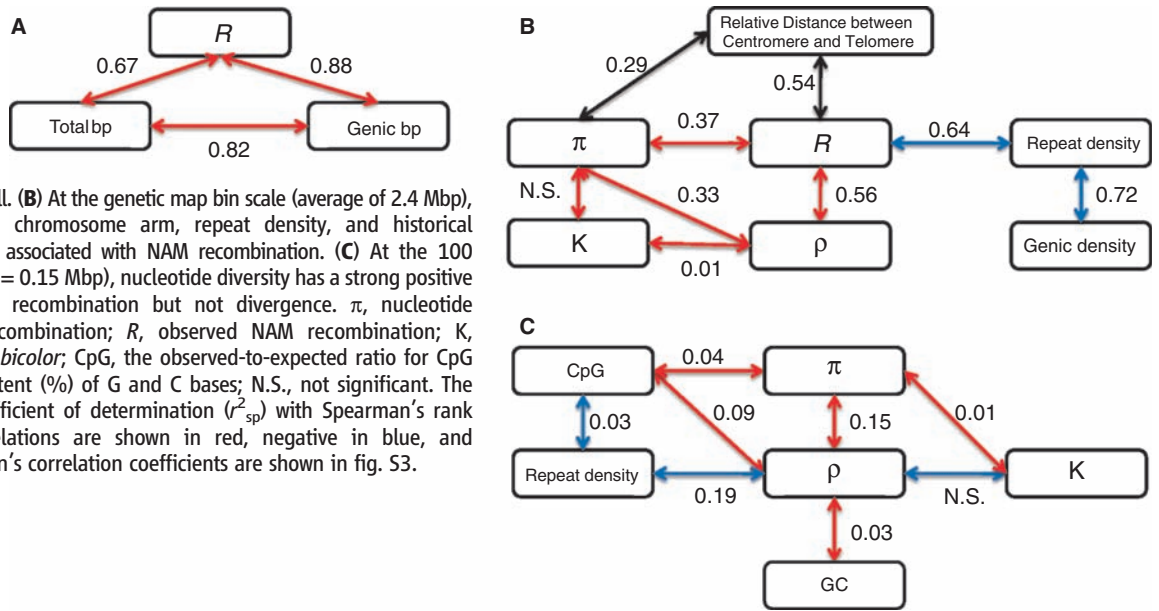 A
R
0.67
0.88
Total bp
Genic bp
0.82
ll. (B) At the genetic map bin scale (average of 2.4 Mbp),
chromosome arm, repeat density, and historical
associated with NAM recombination. (C) At the 100
= 0.15 Mbp), nucleotide diversity has a strong positive
recombination but not divergence. π, nucleotide
combination; R, observed NAM recombination; K,
bicolor; CpG, the observed-to-expected ratio for CpG
tent (%) of G and C bases; N.S., not significant. The
fficient of determination (r²sp) with Spearman's rank
elations are shown in red, negative in blue, and
n's correlation coefficients are shown in fig. S3.
B
Relative Distance between
Centromere and Telomere
0.29
0.54
π
0.37
R
0.64
Repeat density
N.S.
0.33
0.56
0.72
K
0.01
ρ
Genic density
C
CpG
0.04
π
0.03
0.09
0.15
0.01
Repeat density
0.19
ρ
N.S.
K
0.03
GC